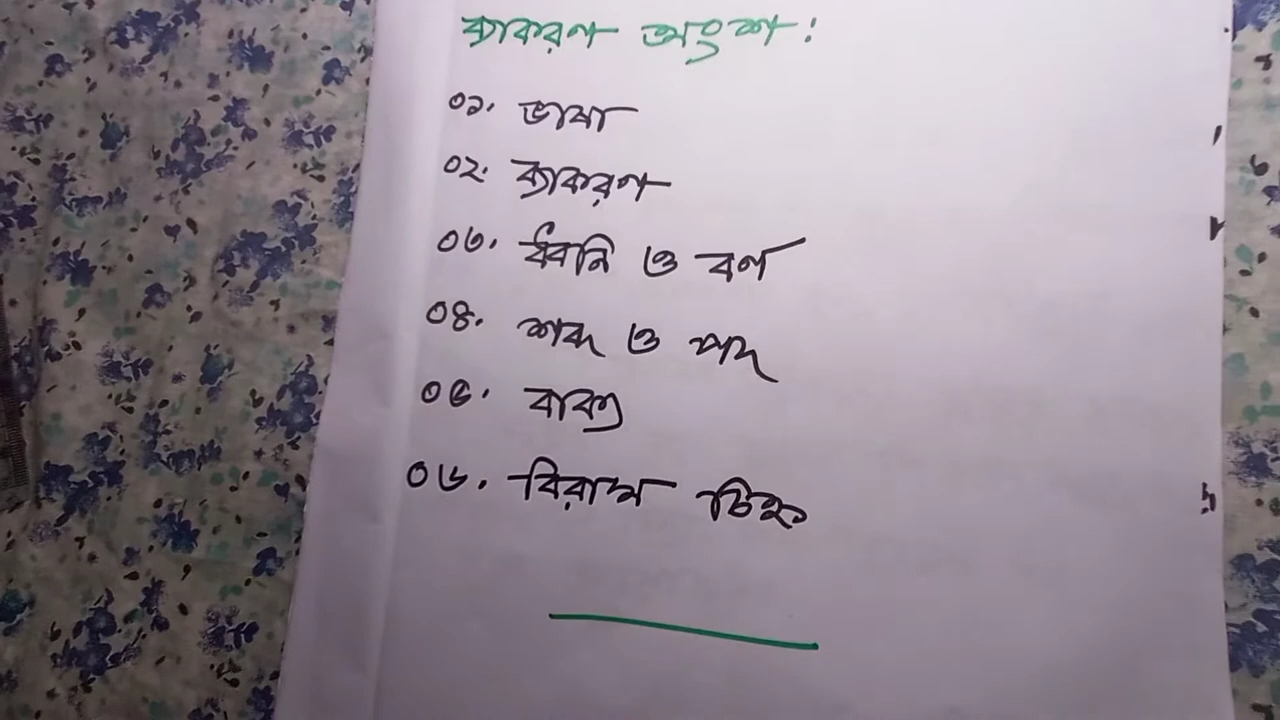 ব্যাকরণ অংশ :
০১. ভাষা
০২. ব্যাকরণ
০৩. ধ্বনি ও বর্ণ
০৪. শব্দ ও পদ
০৫. বাক্য
০৬. বিরাম চিহ্ন